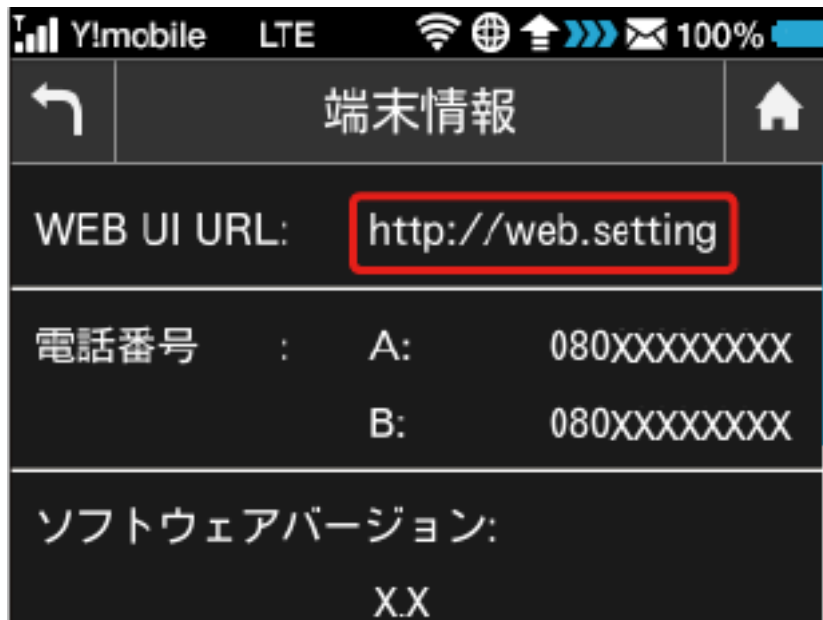 Y!mobile LTE 100%
端末情報
WEB UI URL: http://web.setting
電話番号 : A: 080XXXXXXXX
B: 080XXXXXXXX
ソフトウェアバージョン:
X.X